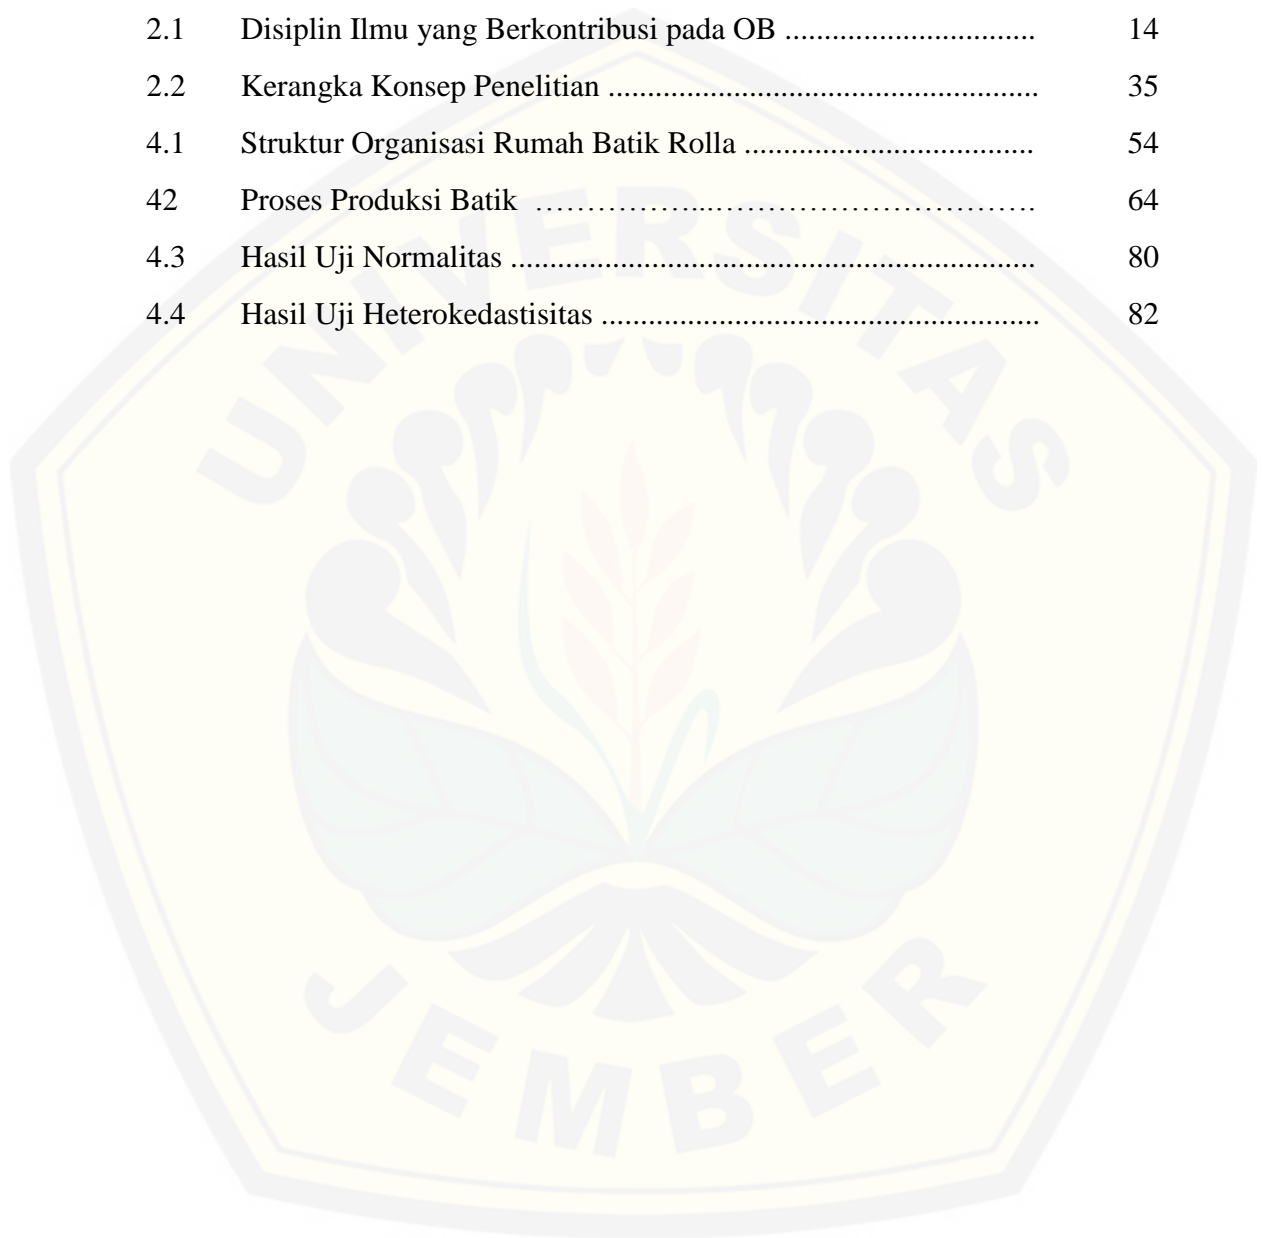 2.1 Disiplin Ilmu yang Berkontribusi pada OB ................................ 14
2.2 Kerangka Konsep Penelitian ....................................................... 35
4.1 Struktur Organisasi Rumah Batik Rolla ..................................... 54
42 Proses Produksi Batik ……………...………………………………… 64
4.3 Hasil Uji Normalitas ................................................................... 80
4.4 Hasil Uji Heterokedastisitas ........................................................ 82
UNIVERSITAS
JEMBER